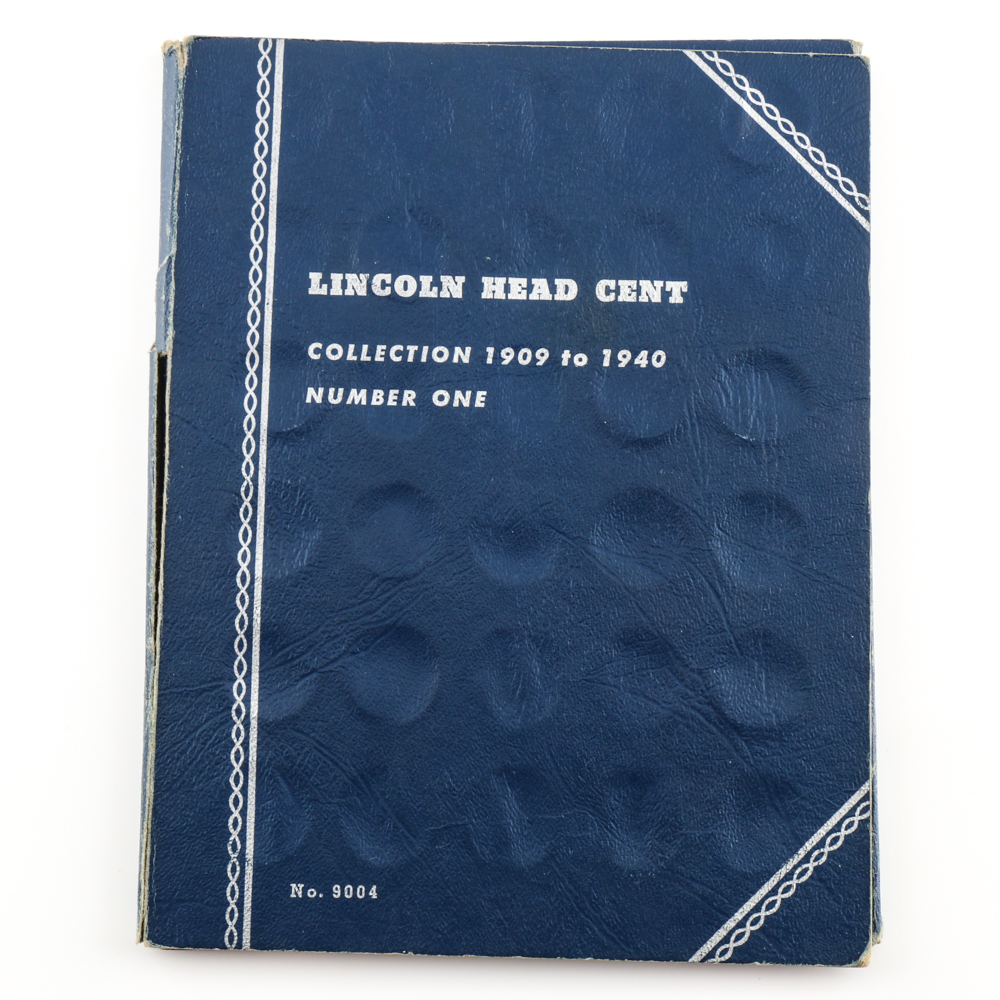 LINCOLN HEAD CENT
COLLECTION 1909 to 1940
NUMBER ONE
No. 9004